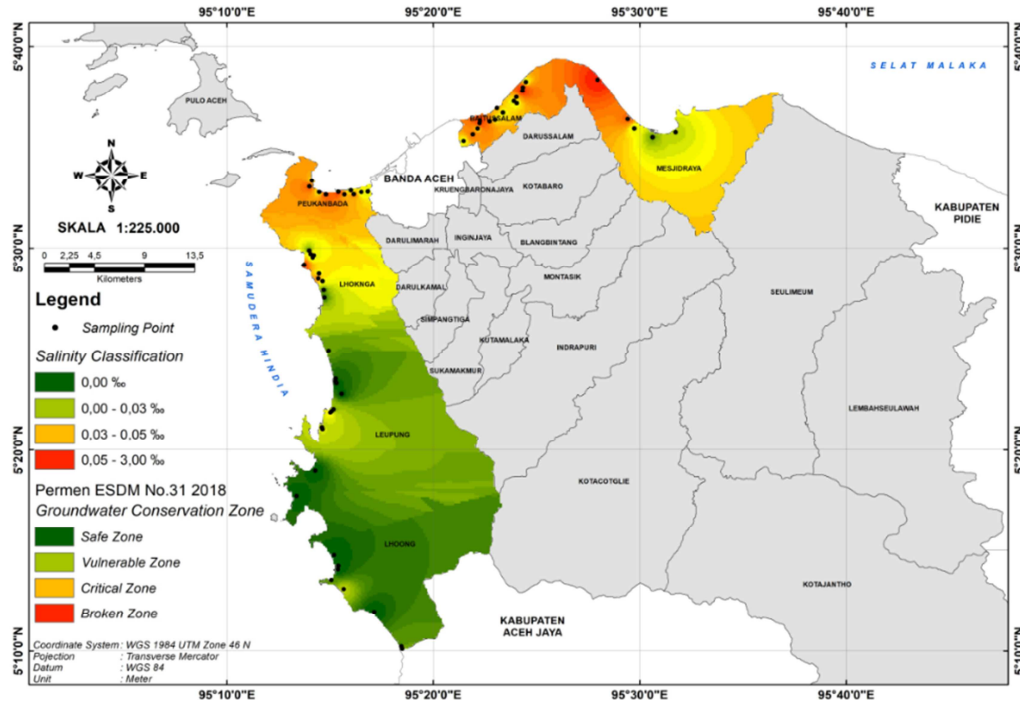 95°10'0"E
95°20'0"E
95°30'0"E
95°40'0"E
5°40'0"N
SELAT MALAKA
PULO ACEH
N
W
E
S
SKALA 1:225.000
0 2,25 4,5 9 13,5
Kilometers
DARUSSALAM
MESJIDRAYA
BANDA ACEH
KRUENGBARONAJAYA
KOTABARO
PEUKANBADA
KABUPATEN
PIDIE
5°30'0"N
DARULIMARAH
INGINJAYA
BLANGBINTANG
MONTASIK
SEULIMEUM
LHOKNGA
DARULKAMAL
SIMPANGTIGA
KUTAMALAKA
INDRAPURI
SUKAMAKMUR
SAMUDERA HINDIA
LEMBAHSEULAWAH
LEUPUNG
5°20'0"N
KOTACOTGLIE
LHOONG
KOTAJANTHO
KABUPATEN
ACEH JAYA
5°10'0"N
Legend
Sampling Point
Salinity Classification
0,00 ‰
0,00 - 0,03 ‰
0,03 - 0,05 ‰
0,05 - 3,00 ‰
Permen ESDM No.31 2018
Groundwater Conservation Zone
Safe Zone
Vulnerable Zone
Critical Zone
Broken Zone
Coordinate System : WGS 1984 UTM Zone 46 N
Pojection : Transverse Mercator
Datum : WGS 84
Unit : Meter
95°10'0"E
95°20'0"E
95°30'0"E
95°40'0"E